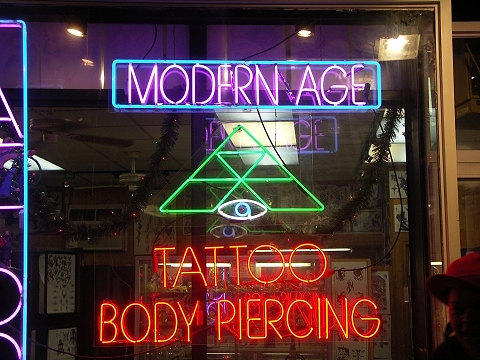 MODERN AGE
TATTOO
BODY PIERCING